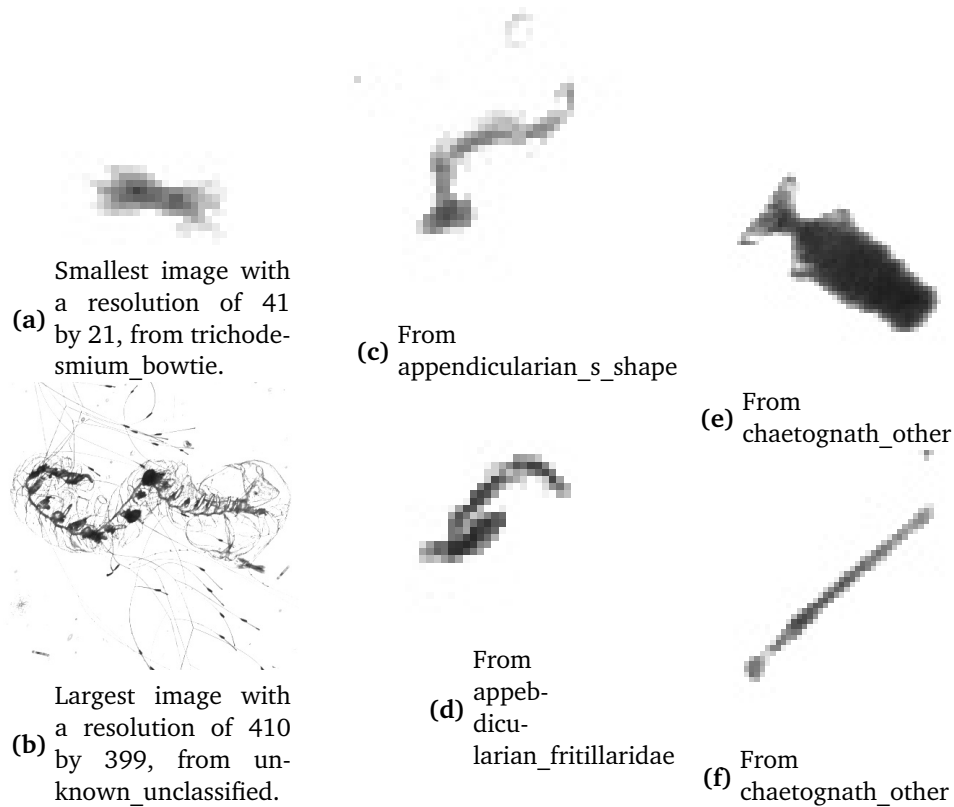 (a) Smallest image with
a resolution of 41
by 21, from trichode-
smium_bowtie.
(b) Largest image with
a resolution of 410
by 399, from un-
known_unclassified.
(c) From
appendicularian_s_shape
(d) From
appeb-
dicu-
larian_fritillaridae
(e) From
chaetognath_other
(f) From
chaetognath_other